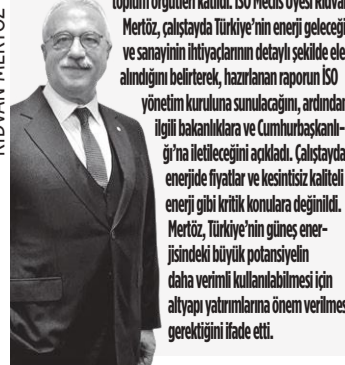 RIDVAN MERTÖZ
toplum örgütleri katıldı. İSO Meclis Üyesi Rıdvan
Mertöz, çalıştayda Türkiye'nin enerji geleceği
ve sanayinin ihtiyaçlarının detaylı şekilde ele
alındığını belirterek, hazırlanan raporun İSO
yönetim kuruluna sunulacağını, ardından
ilgili bakanlıklara ve Cumhurbaşkanlı-
ğı'na iletileceğini açıkladı. Çalıştayda
enerjide fiyatlar ve kesintisiz kaliteli
enerji gibi kritik konulara değinildi.
Mertöz, Türkiye'nin güneş ener-
jisindeki büyük potansiyelin
daha verimli kullanılabilmesi için
altyapı yatırımlarına önem verilmes
gerektiğini ifade etti.